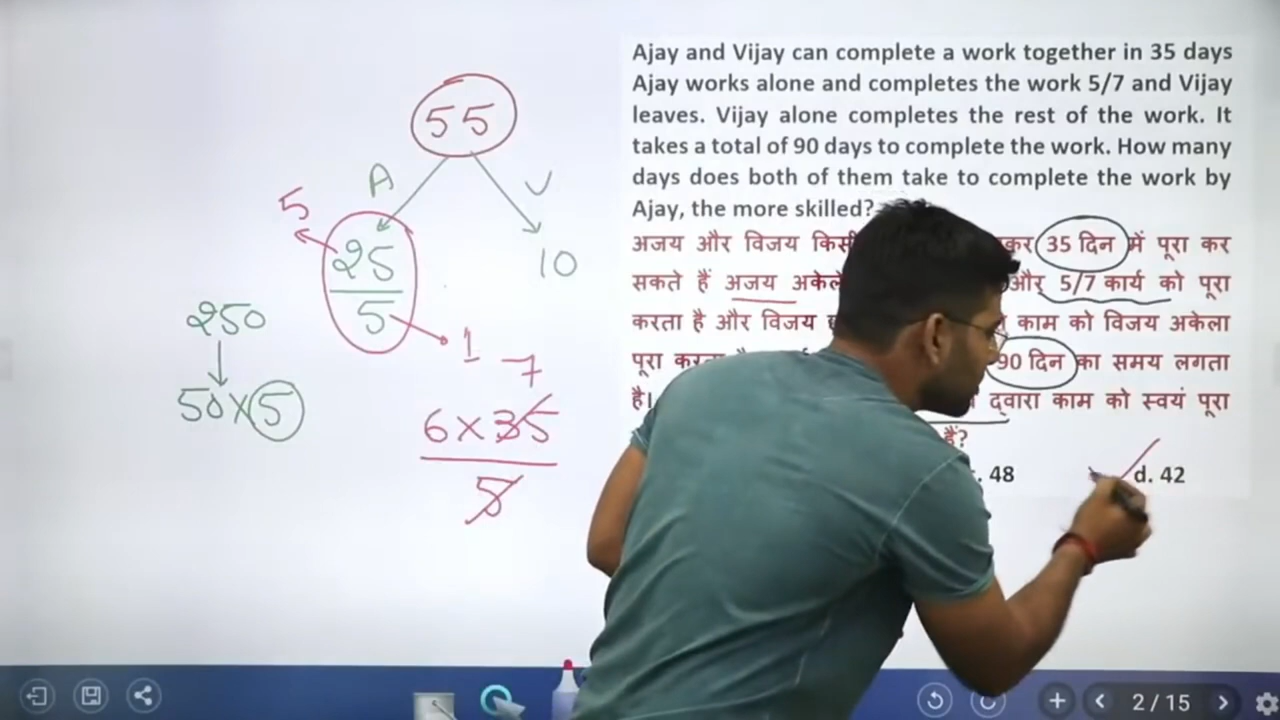 55
A
V
5
25
10
5
1
250
50×5
7
6×35
5
Ajay and Vijay can complete a work together in 35 days
Ajay works alone and completes the work 5/7 and Vijay
leaves. Vijay alone completes the rest of the work. It
takes a total of 90 days to complete the work. How many
days does both of them take to complete the work by
Ajay, the more skilled?
अजय और विजय 35 दिन में पूरा कर
सकते हैं अजय और 5/7 कार्य को पूरा
करता है और विजय काम को विजय अकेला
पूरा 90 दिन का समय लगता
है। द्वारा काम को स्वयं पूरा
हैं?
48 d. 42
2 / 15